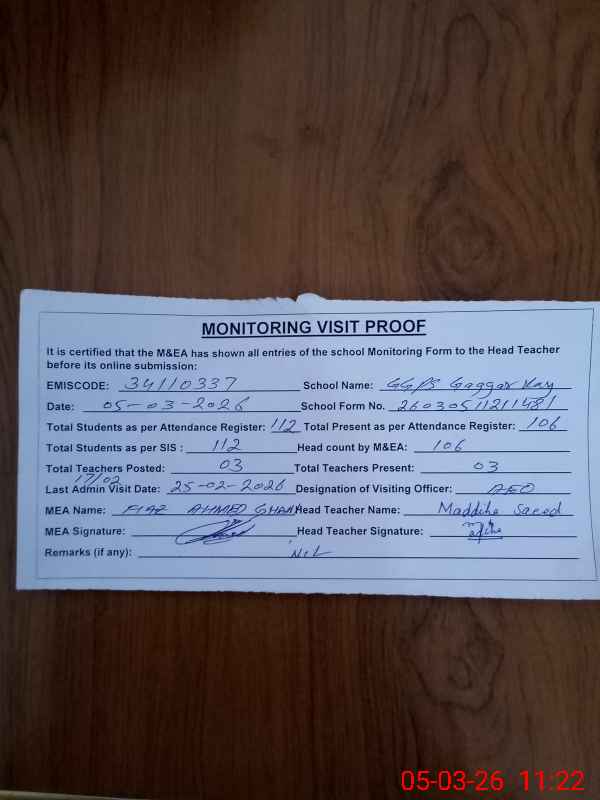 MONITORING VISIT PROOF
It is certified that the M&EA has shown all entries of the school Monitoring Form to the Head Teacher
before its online submission:
EMISCODE: 34110337 School Name: GGPS Gaggar Kay
Date: 05-03-2026 School Form No. 26030511211481
Total Students as per Attendance Register: 112 Total Present as per Attendance Register: 106
Total Students as per SIS : 112 Head count by M&EA: 106
Total Teachers Posted: 03 Total Teachers Present: 03
17/02
Last Admin Visit Date: 25-02-2026 Designation of Visiting Officer: AEO
MEA Name: FIAZ AHMED GHANI Head Teacher Name: Maddiha Saeed
MEA Signature: Head Teacher Signature:
Remarks (if any): NIL
05-03-26 11:22